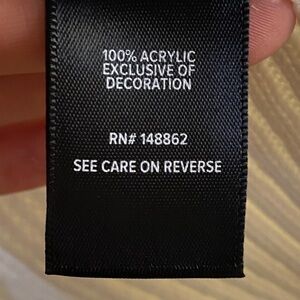 100% ACRYLIC
EXCLUSIVE OF
DECORATION
RN# 148862
SEE CARE ON REVERSE